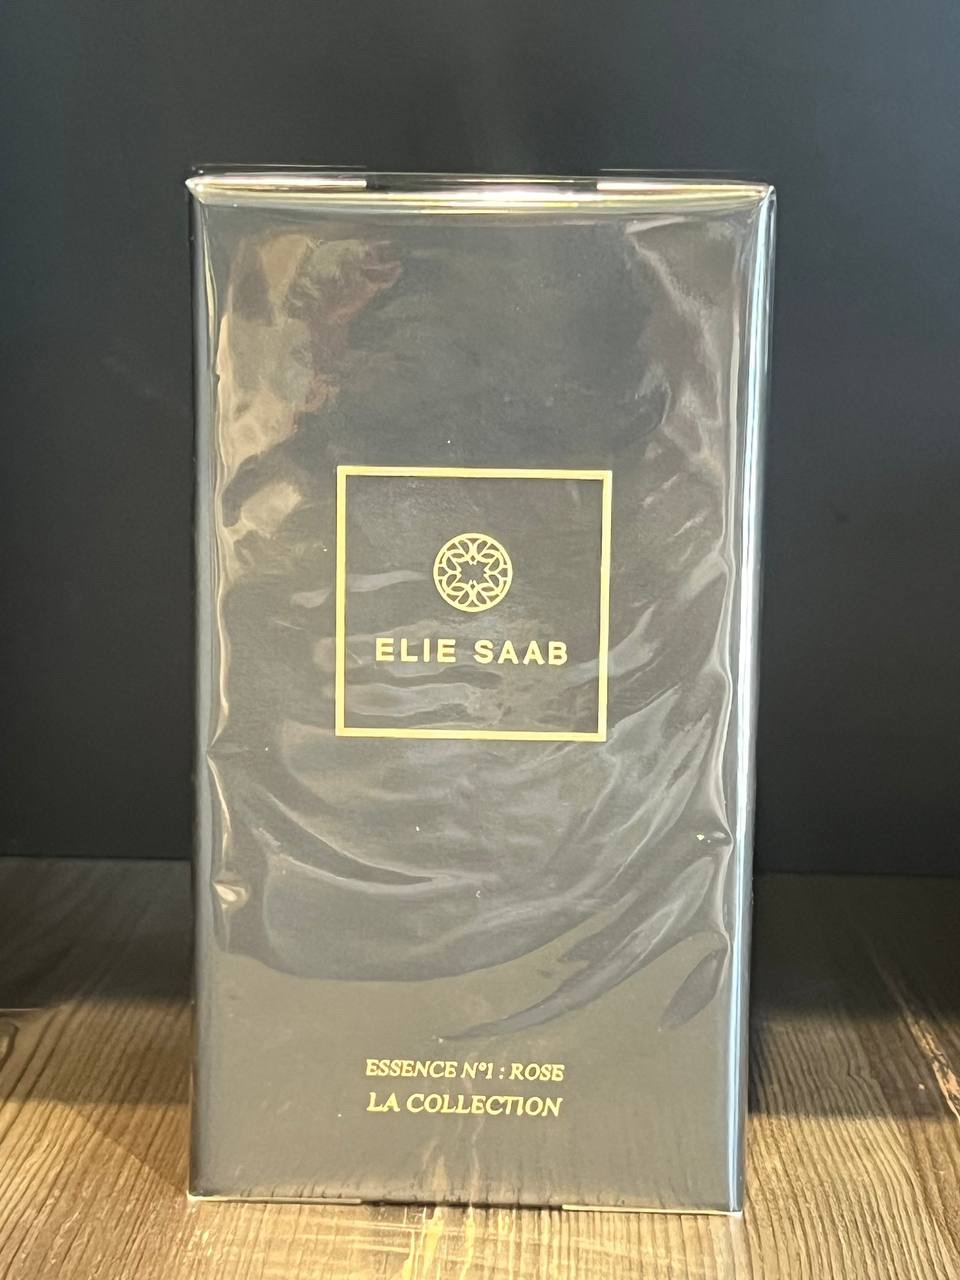 ELIE SAAB
ESSENCE N°1 : ROSE
LA COLLECTION